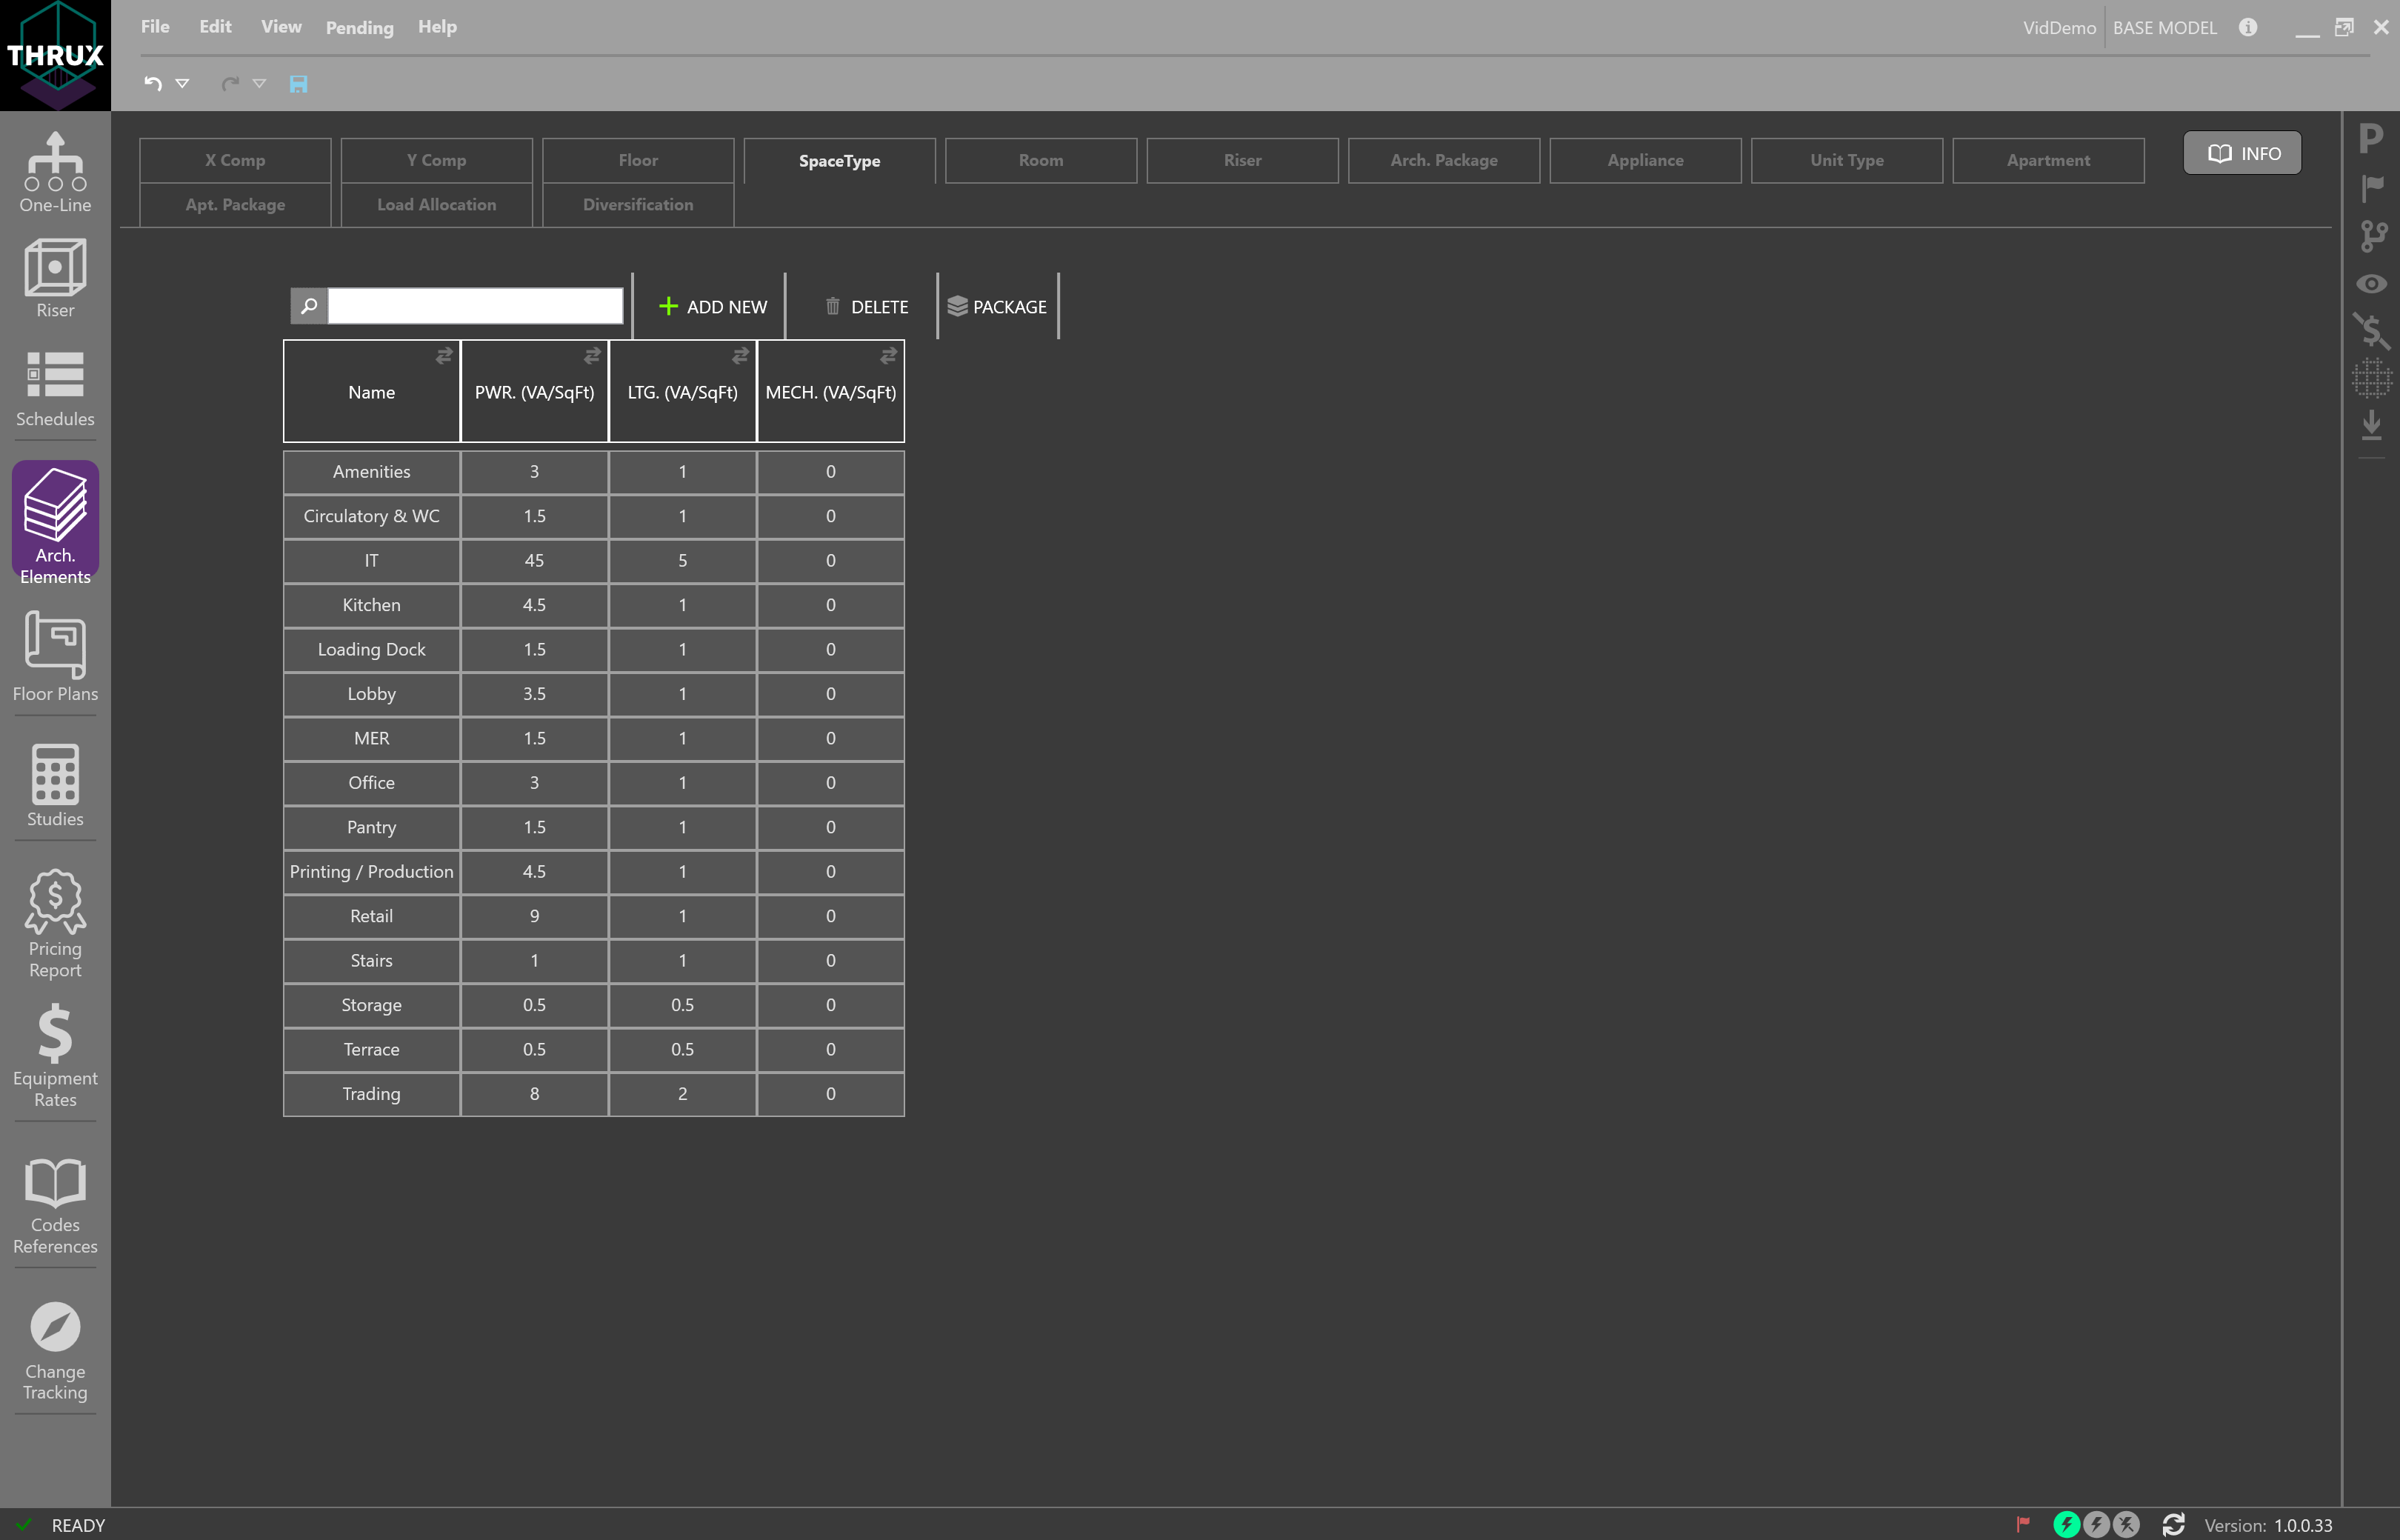 THRUX
File Edit View Pending Help
VidDemo BASE MODEL
X Comp Y Comp Floor SpaceType Room Riser Arch. Package Appliance Unit Type Apartment
Apt. Package Load Allocation Diversification
INFO
One-Line
Riser
Schedules
Arch.
Elements
Floor Plans
Studies
Pricing
Report
Equipment
Rates
Codes
References
Change
Tracking
ADD NEW DELETE PACKAGE
Name PWR. (VA/SqFt) LTG. (VA/SqFt) MECH. (VA/SqFt)
Amenities 3 1 0
Circulatory & WC 1.5 1 0
IT 45 5 0
Kitchen 4.5 1 0
Loading Dock 1.5 1 0
Lobby 3.5 1 0
MER 1.5 1 0
Office 3 1 0
Pantry 1.5 1 0
Printing / Production 4.5 1 0
Retail 9 1 0
Stairs 1 1 0
Storage 0.5 0.5 0
Terrace 0.5 0.5 0
Trading 8 2 0
P
READY
Version: 1.0.0.33